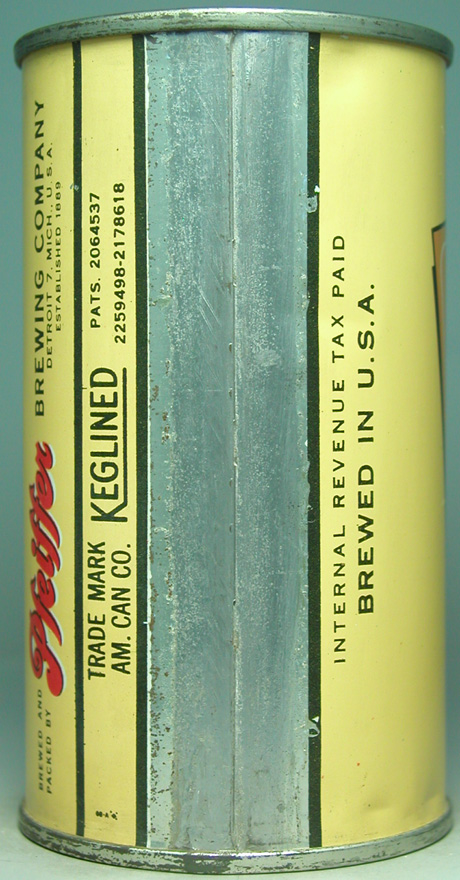 BREWED AND
PACKED BY
Pfeiffer
BREWING COMPANY
DETROIT 7, MICH., U.S.A.
ESTABLISHED 1889
TRADE MARK
AM. CAN CO.
KEGLINED
PATS. 2064537
2259498-2178618
INTERNAL REVENUE TAX PAID
BREWED IN U.S.A.